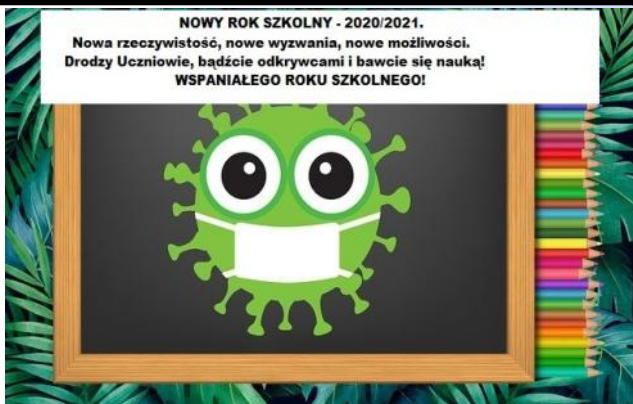 NOWY ROK SZKOLNY - 2020/2021.
Nowa rzeczywistość, nowe wyzwania, nowe możliwości.
Drodzy Uczniowie, bądźcie odkrywcami i bawcie się nauką!
WSPANIAŁEGO ROKU SZKOLNEGO!